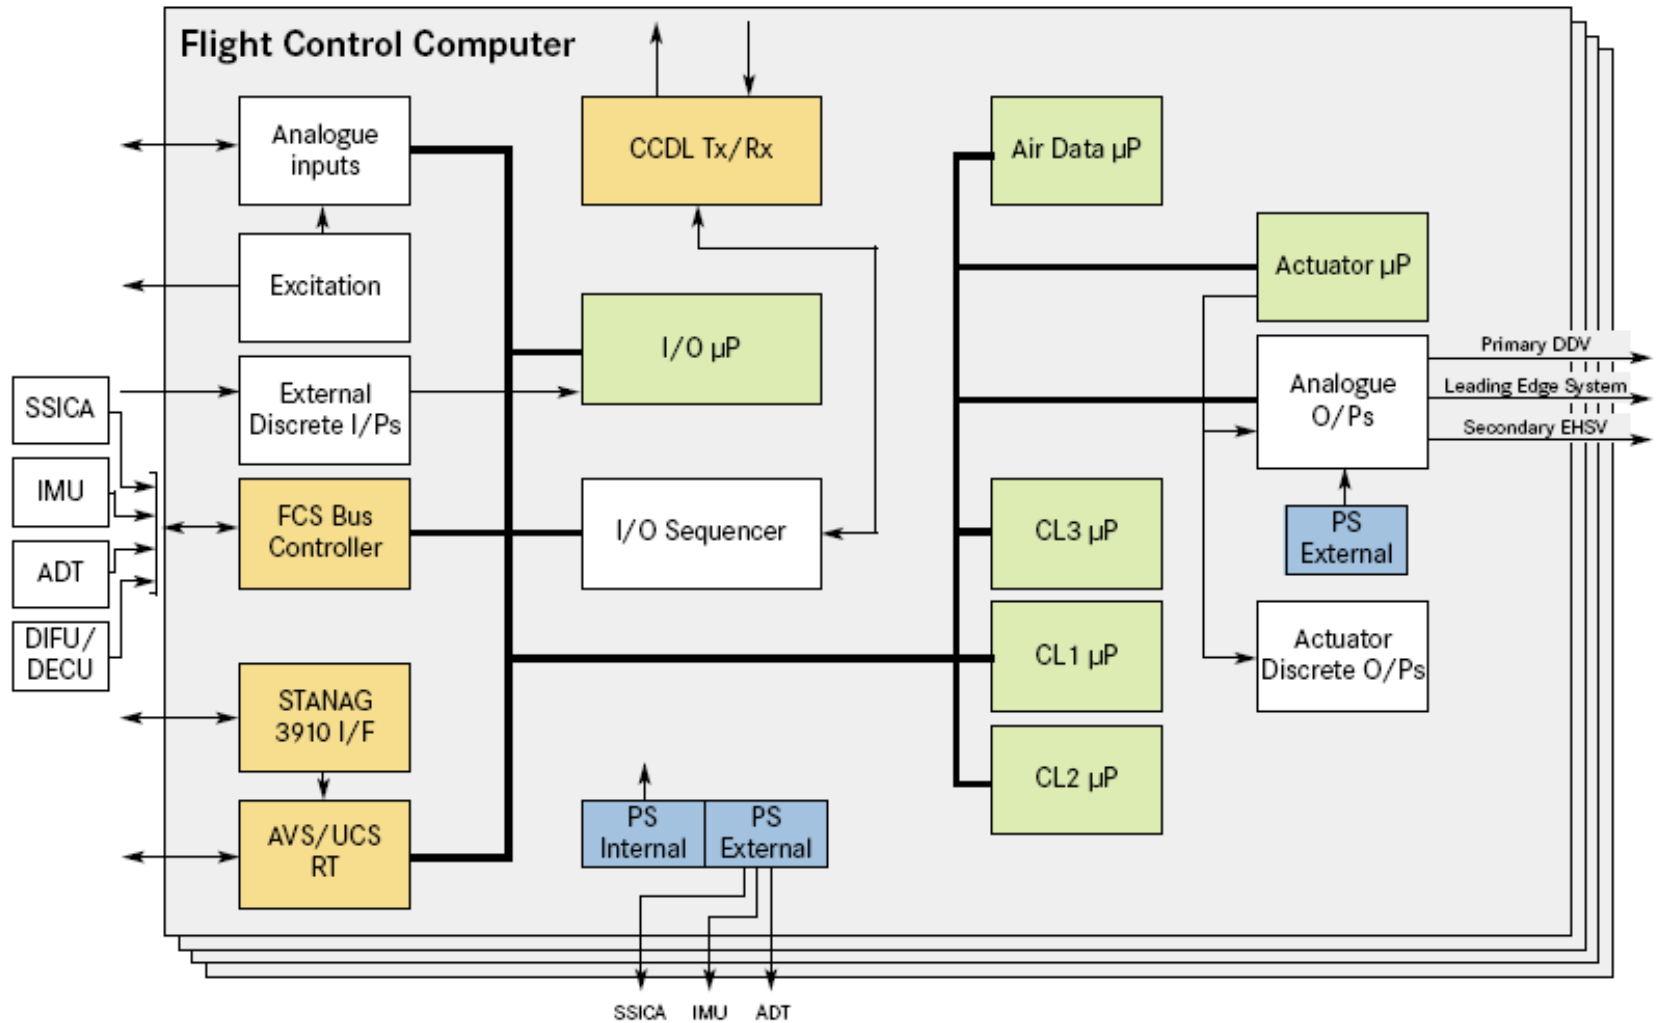 Flight Control Computer
Analogue
inputs
CCDL Tx/Rx
Air Data µP
Excitation
Actuator µP
I/O µP
Primary DDV
Leading Edge System
Secondary EHSV
Analogue
O/Ps
SSICA
External
Discrete I/Ps
IMU
FCS Bus
Controller
I/O Sequencer
CL3 µP
PS
External
ADT
DIFU/
DECU
CL1 µP
Actuator
Discrete O/Ps
STANAG
3910 I/F
CL2 µP
AVS/UCS
RT
PS
Internal
PS
External
SSICA
IMU
ADT